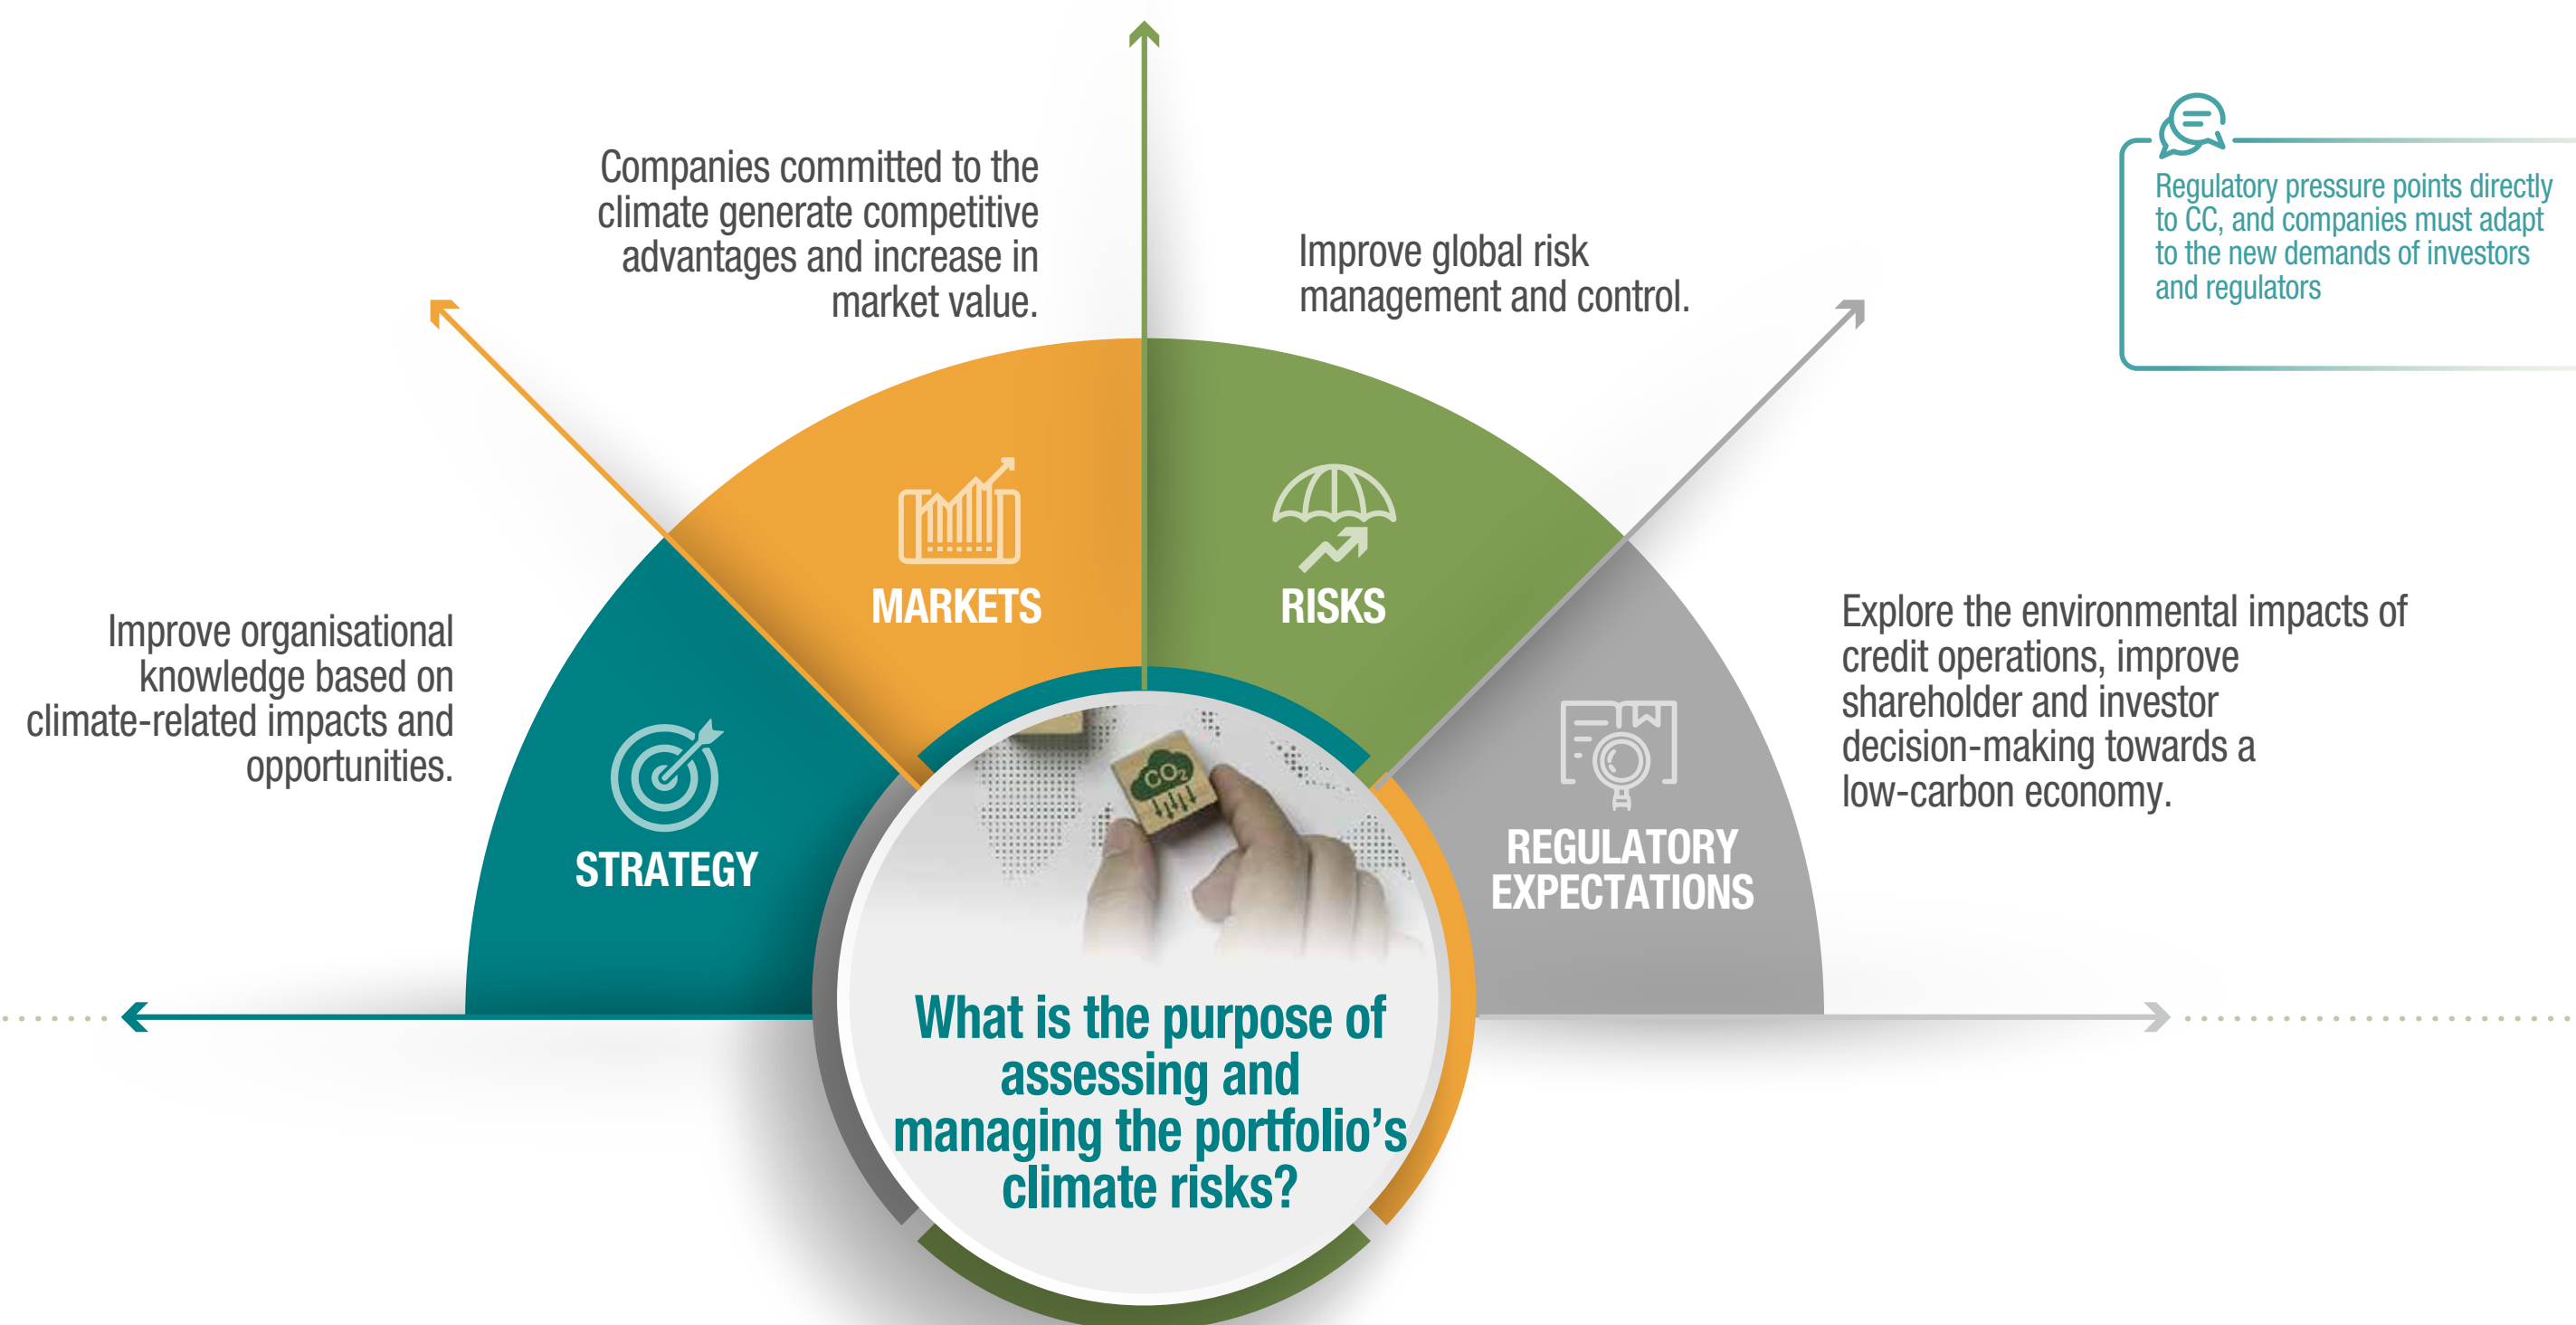 Companies committed to the
climate generate competitive
advantages and increase in
market value.
Improve global risk
management and control.
Regulatory pressure points directly
to CC, and companies must adapt
to the new demands of investors
and regulators
MARKETS
RISKS
Improve organisational
knowledge based on
climate-related impacts and
opportunities.
STRATEGY
Explore the environmental impacts of
credit operations, improve
shareholder and investor
decision-making towards a
low-carbon economy.
REGULATORY
EXPECTATIONS
CO₂
What is the purpose of
assessing and
managing the portfolio's
climate risks?